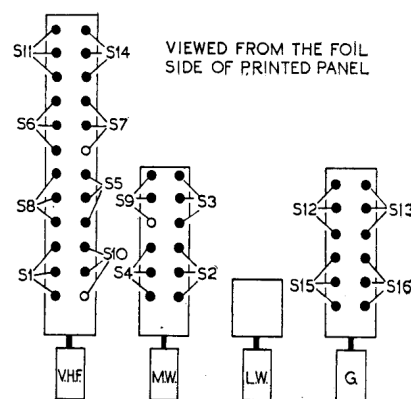 VIEWED FROM THE FOIL
SIDE OF PRINTED PANEL
S11 S14
S6 S7
S8 S5
S9 S3
S12 S13
S1 S10
S4 S2
S15 S16
V.H.F. M.W. L.W. G.